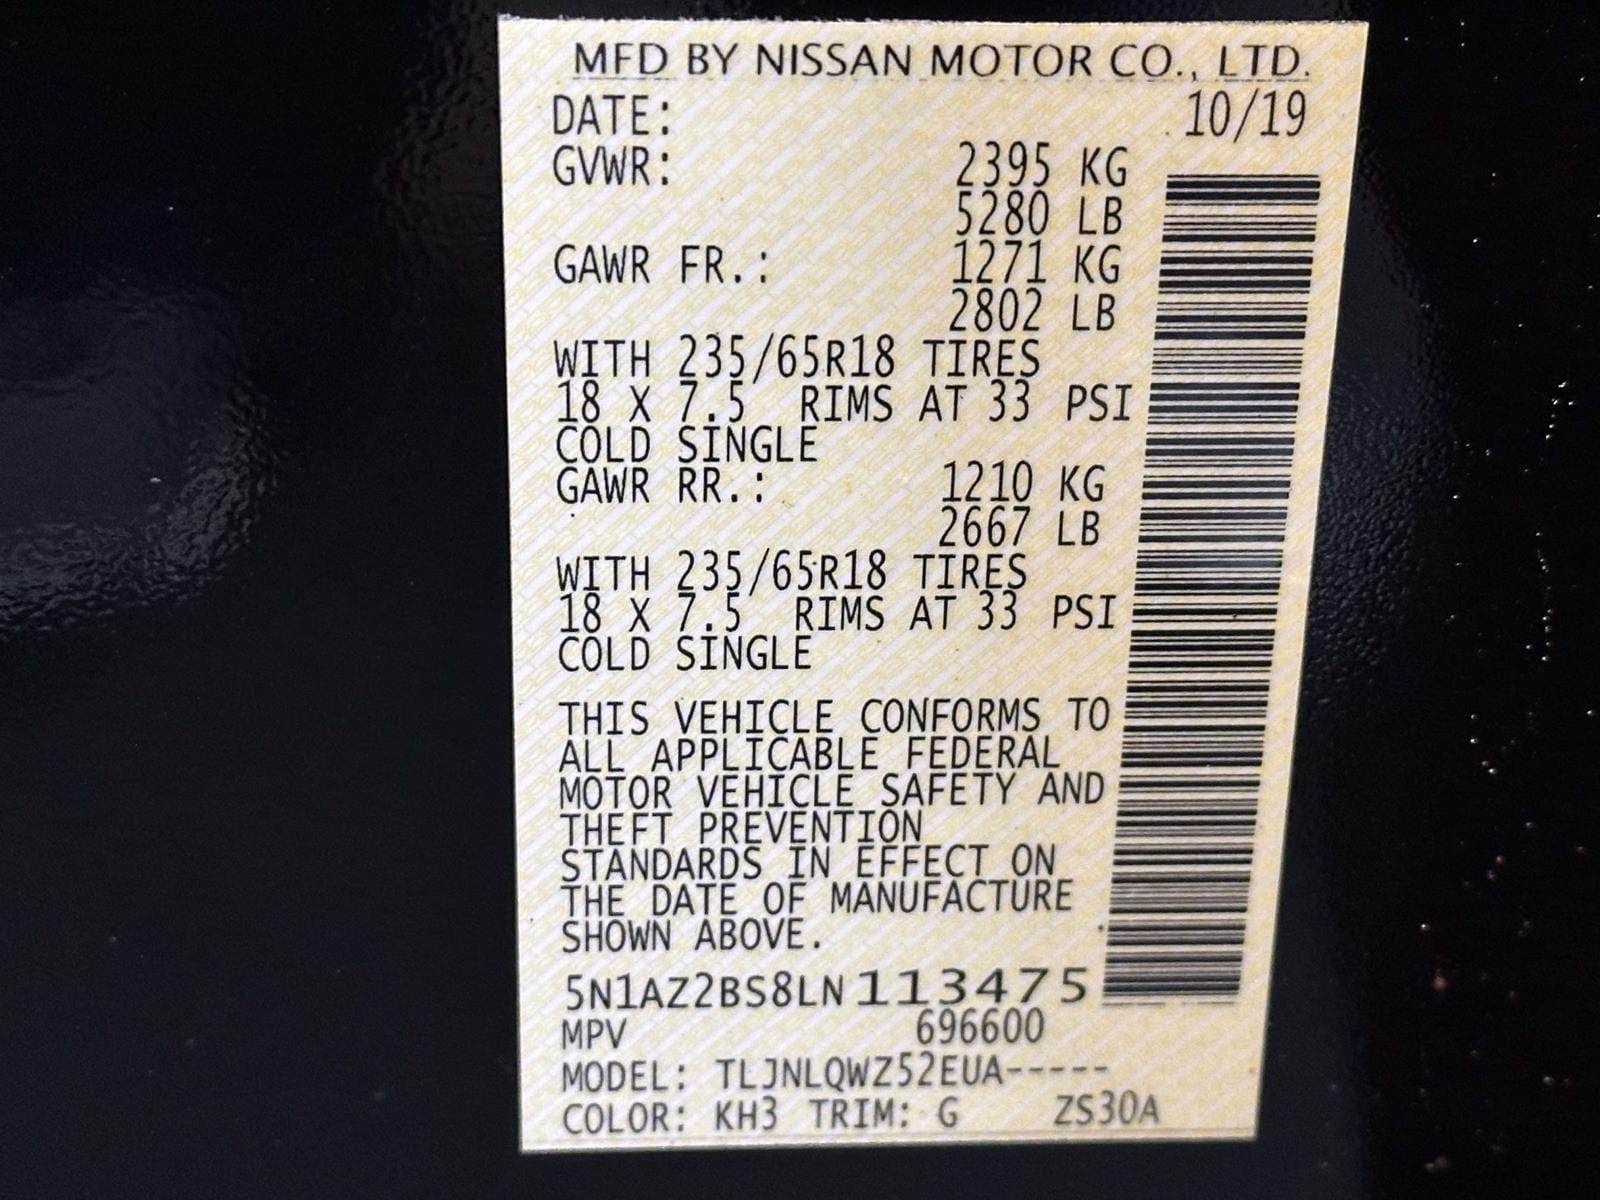 MFD BY NISSAN MOTOR CO., LTD.
DATE: 10/19
GVWR: 2395 KG
5280 LB
GAWR FR.: 1271 KG
2802 LB
WITH 235/65R18 TIRES
18 X 7.5 RIMS AT 33 PSI
COLD SINGLE
GAWR RR.: 1210 KG
2667 LB
WITH 235/65R18 TIRES
18 X 7.5 RIMS AT 33 PSI
COLD SINGLE
THIS VEHICLE CONFORMS TO
ALL APPLICABLE FEDERAL
MOTOR VEHICLE SAFETY AND
THEFT PREVENTION
STANDARDS IN EFFECT ON
THE DATE OF MANUFACTURE
SHOWN ABOVE.
5N1AZ2BS8LN113475
MPV 696600
MODEL: TLJNLQWZ52EUA-----
COLOR: KH3 TRIM: G ZS30A